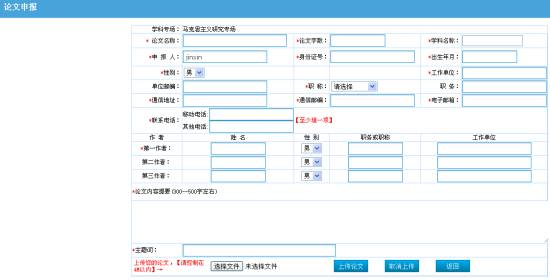 论文申报
学科专场：马克思主义研究专场
* 论文名称： *论文字数： *学科名称：
*申 报 人： jinxin *身份证号： *出生年月：
*性别： 男 *工作单位：
单位邮编： *职 称： 请选择 职 务：
*通信地址： *通信邮编： *电子邮箱：
*联系电话： 移动电话： 【至少填一项】
其他电话：
作 者 姓 名 性 别 职务或职称 工作单位
*第一作者： 男
第二作者： 男
第三作者： 男
*论文内容提要（300--500字左右）
*主题词：
上传您的论文：【请控制在
选择文件 未选择文件 上传论文 取消上传 返回